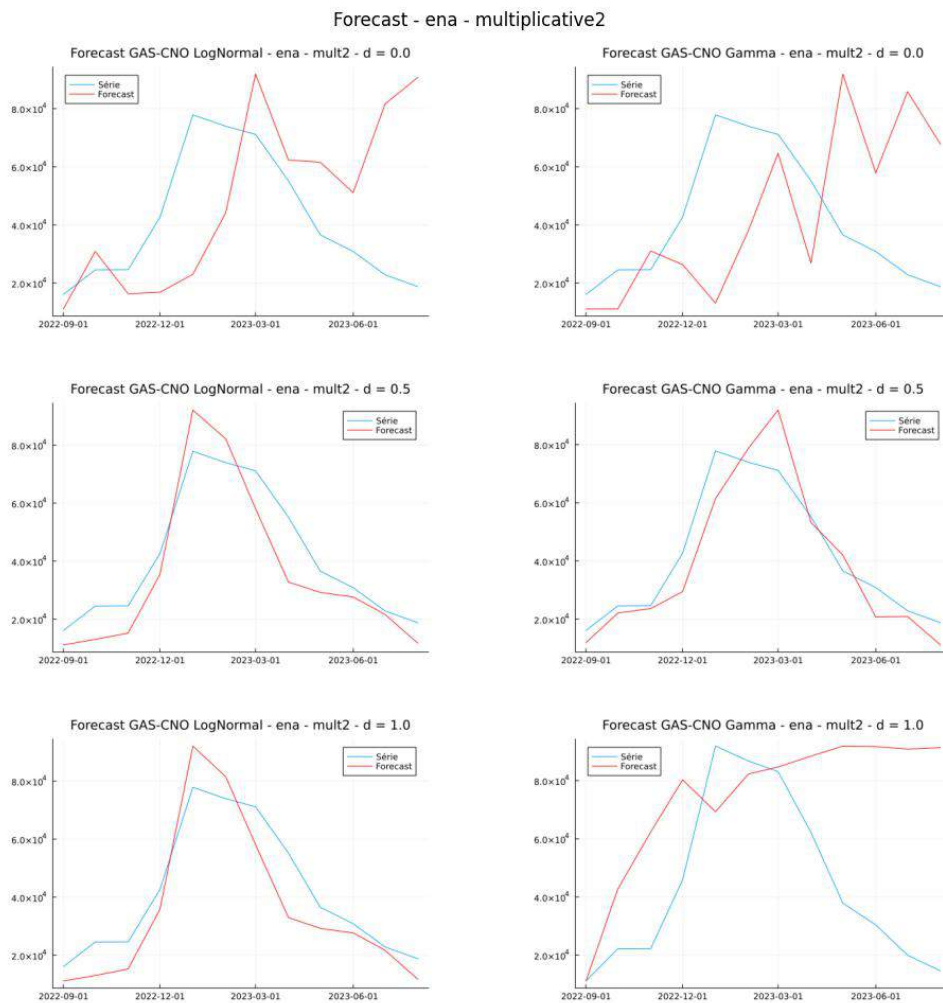 Forecast - ena - multiplicative2
Forecast GAS-CNO LogNormal - ena - mult2 - d = 0.0
Série
Forecast
8.0×10⁴
6.0×10⁴
4.0×10⁴
2.0×10⁴
2022-09-01 2022-12-01 2023-03-01 2023-06-01
Forecast GAS-CNO Gamma - ena - mult2 - d = 0.0
Série
Forecast
8.0×10⁴
6.0×10⁴
4.0×10⁴
2.0×10⁴
2022-09-01 2022-12-01 2023-03-01 2023-06-01
Forecast GAS-CNO LogNormal - ena - mult2 - d = 0.5
Série
Forecast
8.0×10⁴
6.0×10⁴
4.0×10⁴
2.0×10⁴
2022-09-01 2022-12-01 2023-03-01 2023-06-01
Forecast GAS-CNO Gamma - ena - mult2 - d = 0.5
Série
Forecast
8.0×10⁴
6.0×10⁴
4.0×10⁴
2.0×10⁴
2022-09-01 2022-12-01 2023-03-01 2023-06-01
Forecast GAS-CNO LogNormal - ena - mult2 - d = 1.0
Série
Forecast
8.0×10⁴
6.0×10⁴
4.0×10⁴
2.0×10⁴
2022-09-01 2022-12-01 2023-03-01 2023-06-01
Forecast GAS-CNO Gamma - ena - mult2 - d = 1.0
Série
Forecast
8.0×10⁴
6.0×10⁴
4.0×10⁴
2.0×10⁴
2022-09-01 2022-12-01 2023-03-01 2023-06-01